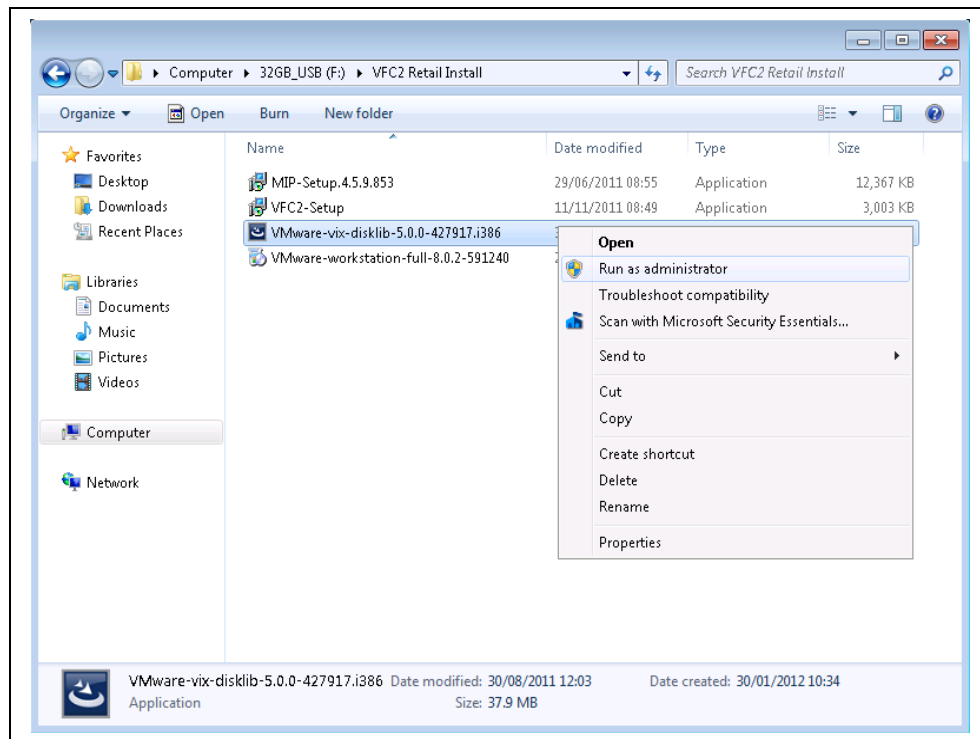 Computer ▸ 32GB_USB (F:) ▸ VFC2 Retail Install
Search VFC2 Retail Install
Organize Open Burn New folder
Name Date modified Type Size
Favorites
Desktop
Downloads
Recent Places
Libraries
Documents
Music
Pictures
Videos
Computer
Network
MIP-Setup.4.5.9.853 29/06/2011 08:55 Application 12,367 KB
VFC2-Setup 11/11/2011 08:49 Application 3,003 KB
VMware-vix-disklib-5.0.0-427917.i386
VMware-workstation-full-8.0.2-591240
Open
Run as administrator
Troubleshoot compatibility
Scan with Microsoft Security Essentials...
Send to
Cut
Copy
Create shortcut
Delete
Rename
Properties
VMware-vix-disklib-5.0.0-427917.i386 Date modified: 30/08/2011 12:03 Date created: 30/01/2012 10:34
Application Size: 37.9 MB